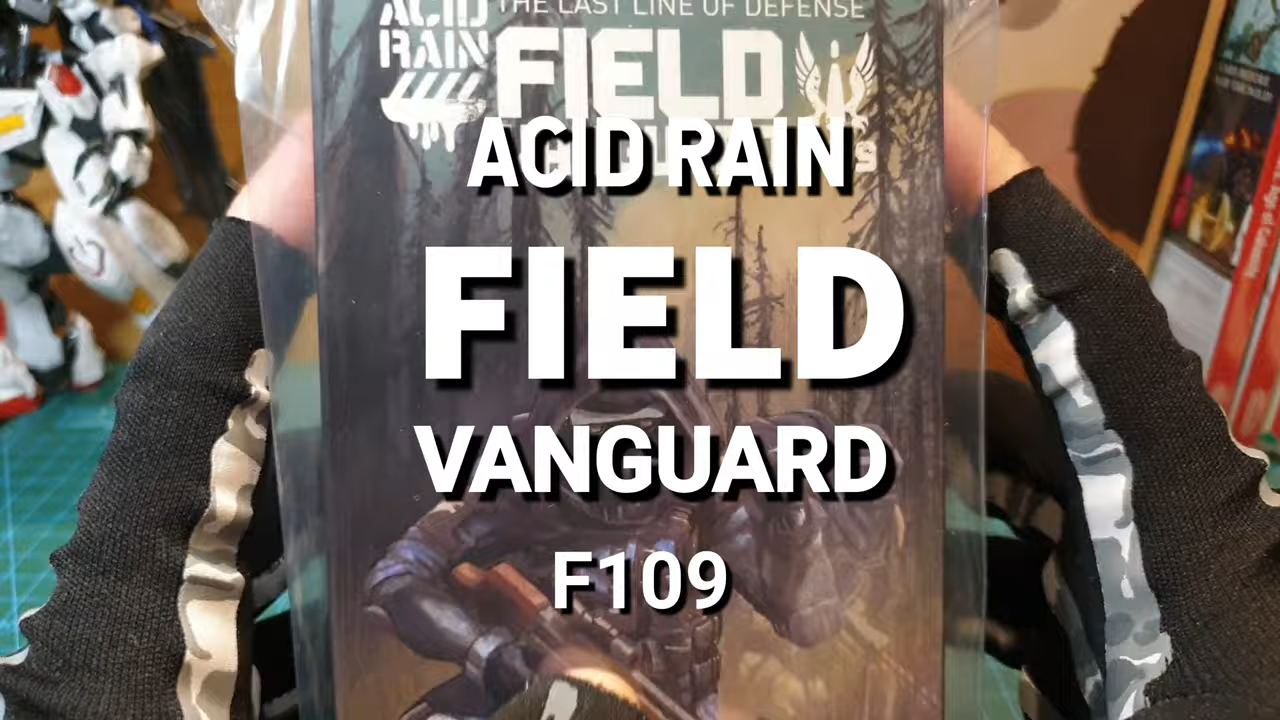 ACID
RAIN
THE LAST LINE OF DEFENSE
FIELD
ACID RAIN
FIELD
VANGUARD
F109